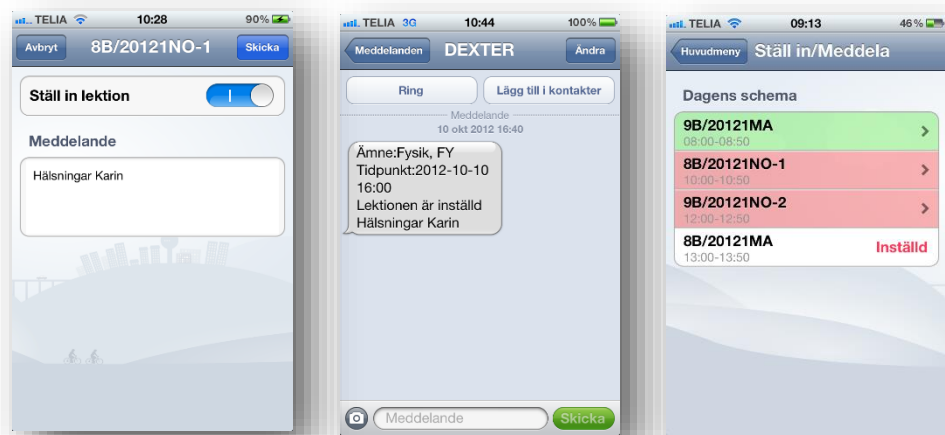 TELIA 10:28 90%
Avbryt 8B/20121NO-1 Skicka
Ställ in lektion
Meddelande
Hälsningar Karin
TELIA 3G 10:44 100%
Meddelanden DEXTER Ändra
Ring Lägg till i kontakter
Meddelande
10 okt 2012 16:40
Ämne:Fysik, FY
Tidpunkt:2012-10-10
16:00
Lektionen är inställd
Hälsningar Karin
Meddelande Skicka
TELIA 09:13 46%
Huvudmeny Ställ in/Meddela
Dagens schema
9B/20121MA
08:00-08:50
8B/20121NO-1
10:00-10:50
9B/20121NO-2
12:00-12:50
8B/20121MA Inställd
13:00-13:50